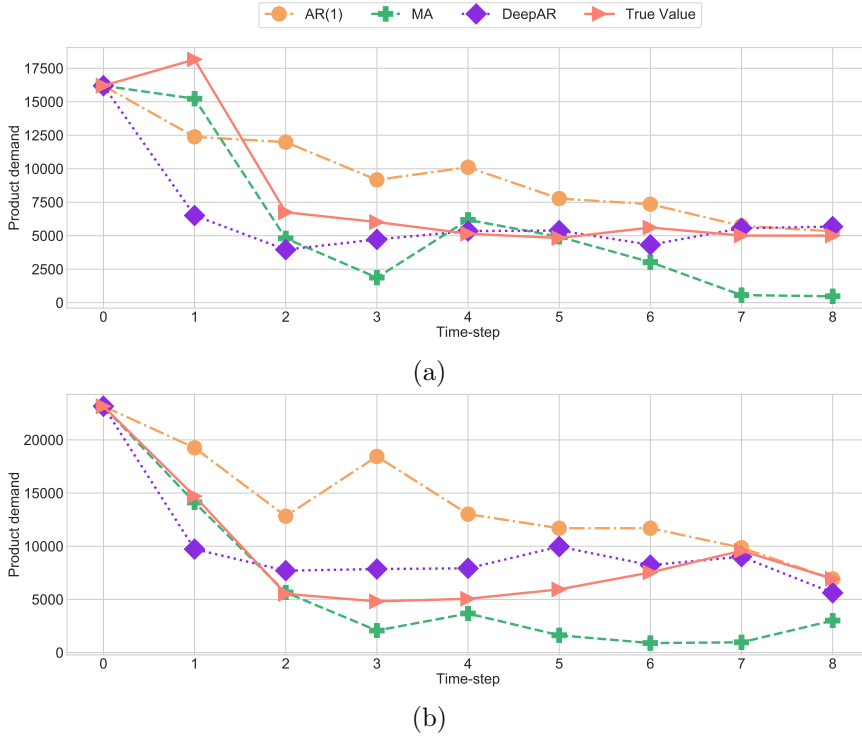 AR(1) MA DeepAR True Value
17500
15000
12500
10000
7500
5000
2500
0
Product demand
0 1 2 3 4 5 6 7 8
Time-step
(a)
20000
15000
10000
5000
0
Product demand
0 1 2 3 4 5 6 7 8
Time-step
(b)